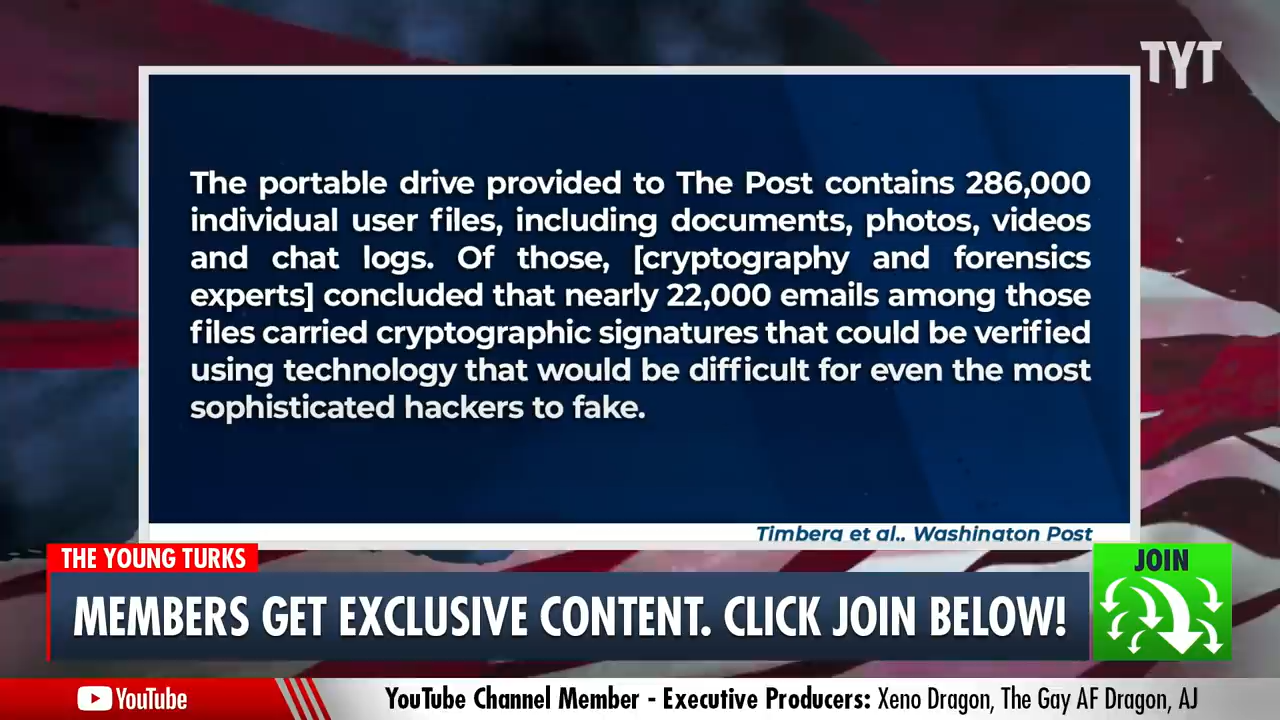 TYT
The portable drive provided to The Post contains 286,000
individual user files, including documents, photos, videos
and chat logs. Of those, [cryptography and forensics
experts] concluded that nearly 22,000 emails among those
files carried cryptographic signatures that could be verified
using technology that would be difficult for even the most
sophisticated hackers to fake.
Timberg et al., Washington Post
THE YOUNG TURKS
MEMBERS GET EXCLUSIVE CONTENT. CLICK JOIN BELOW!
JOIN
YouTube
YouTube Channel Member - Executive Producers: Xeno Dragon, The Gay AF Dragon, AJ